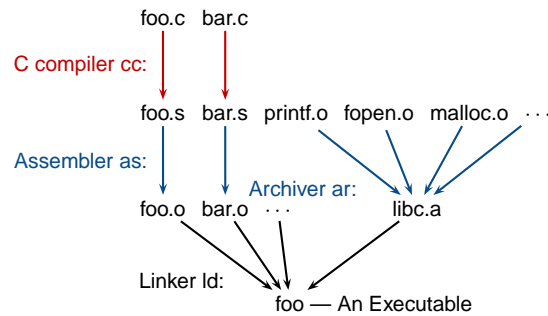 foo.c bar.c
C compiler cc:
foo.s bar.s printf.o fopen.o malloc.o ···
Assembler as:
Archiver ar:
foo.o bar.o ··· libc.a
Linker ld:
foo — An Executable